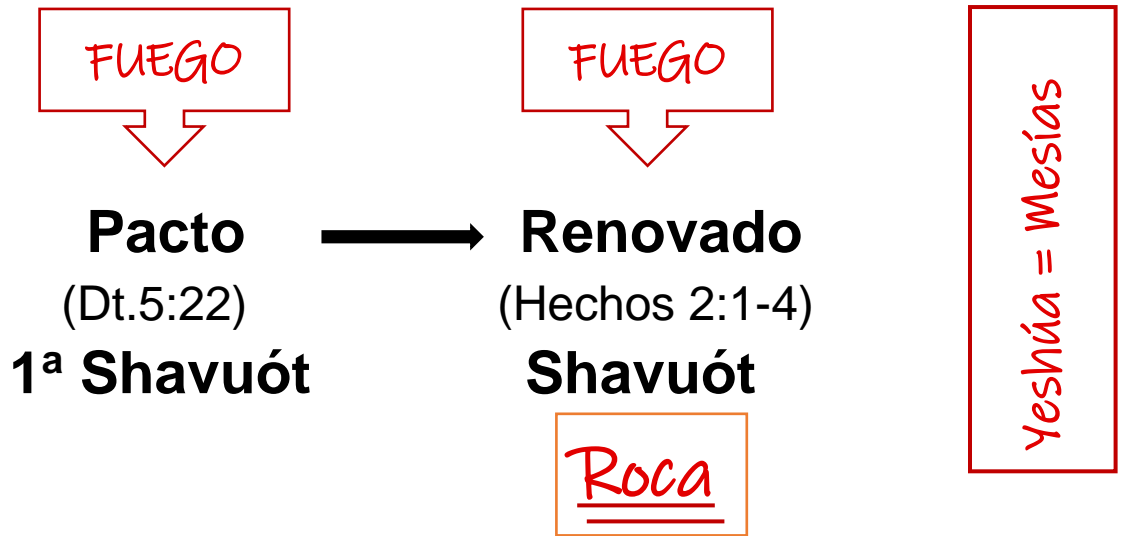 FUEGO
FUEGO
Pacto
Renovado
(Dt.5:22)
(Hechos 2:1-4)
1ª Shavuót
Shavuót
Roca
Yeshúa = Mesías